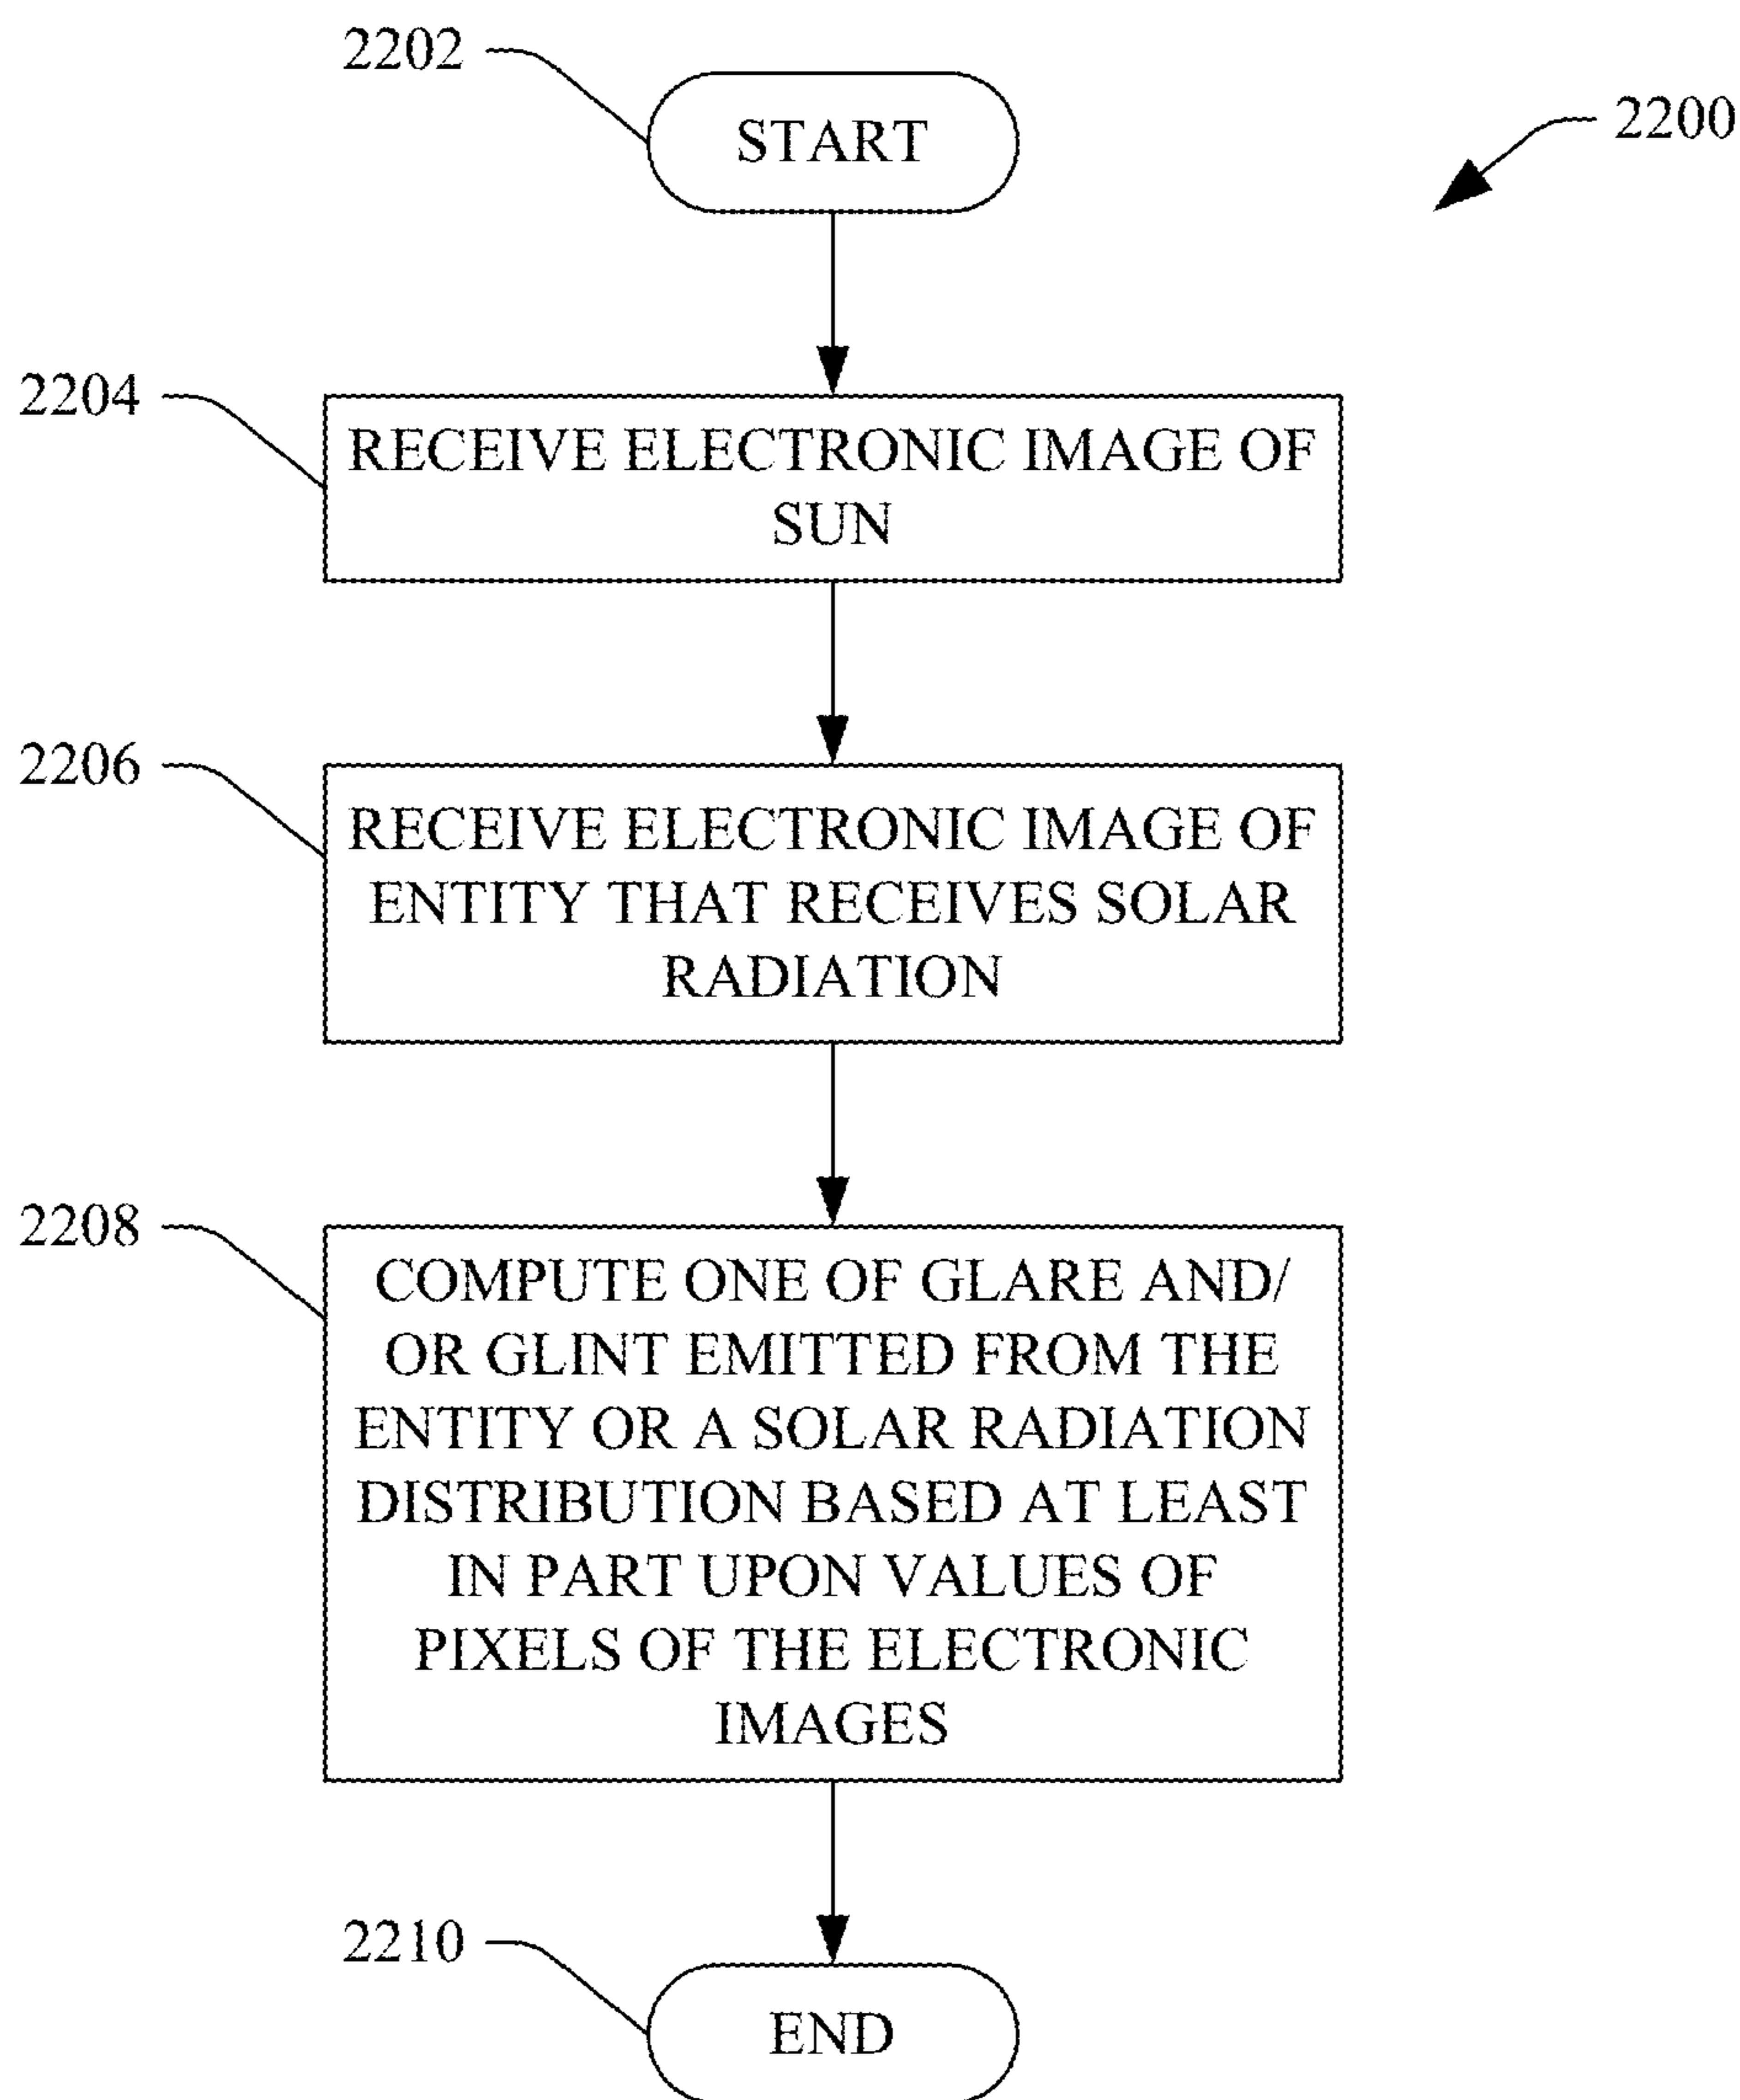 2202
START
2200
2204
RECEIVE ELECTRONIC IMAGE OF
SUN
2206
RECEIVE ELECTRONIC IMAGE OF
ENTITY THAT RECEIVES SOLAR
RADIATION
2208
COMPUTE ONE OF GLARE AND/
OR GLINT EMITTED FROM THE
ENTITY OR A SOLAR RADIATION
DISTRIBUTION BASED AT LEAST
IN PART UPON VALUES OF
PIXELS OF THE ELECTRONIC
IMAGES
2210
END